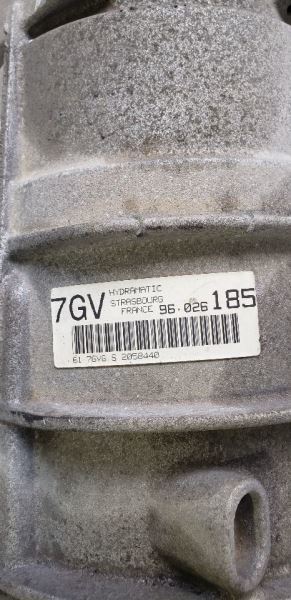 7GV HYDRAMATIC
STRASBOURG
FRANCE 96·026 185
61 7GVG S 2058440